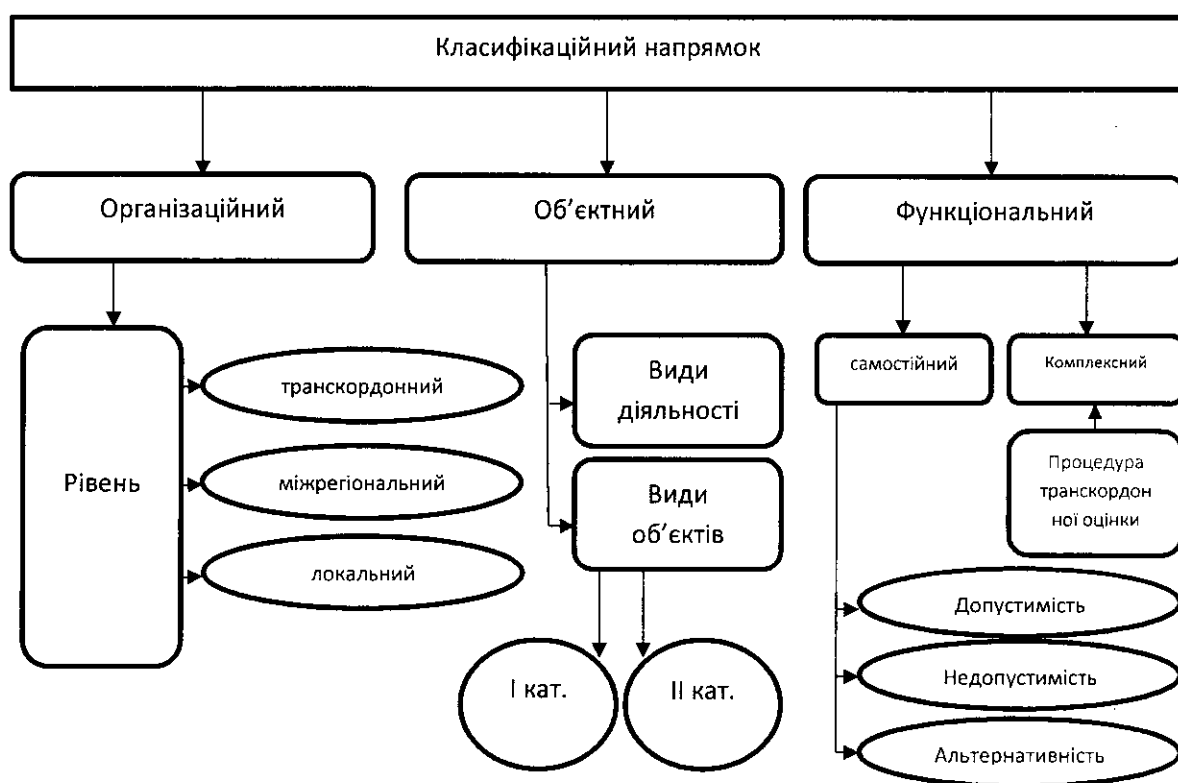 Класифікаційний напрямок
Організаційний
Об’єктний
Функціональний
Рівень
транскордонний
міжрегіональний
локальний
Види
діяльності
Види
об’єктів
І кат.
ІІ кат.
самостійний
Комплексний
Процедура
транскордон
ної оцінки
Допустимість
Недопустимість
Альтернативність